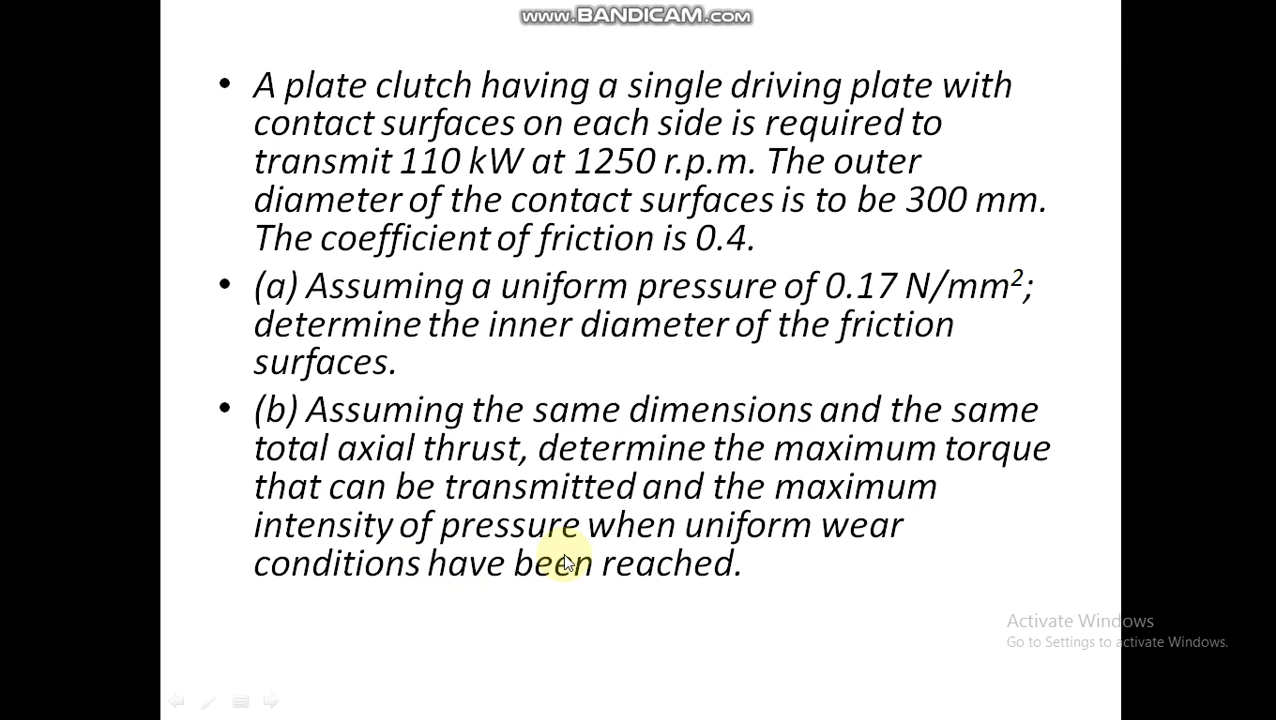 www.BANDICAM.com
• A plate clutch having a single driving plate with
contact surfaces on each side is required to
transmit 110 kW at 1250 r.p.m. The outer
diameter of the contact surfaces is to be 300 mm.
The coefficient of friction is 0.4.
• (a) Assuming a uniform pressure of 0.17 N/mm²;
determine the inner diameter of the friction
surfaces.
• (b) Assuming the same dimensions and the same
total axial thrust, determine the maximum torque
that can be transmitted and the maximum
intensity of pressure when uniform wear
conditions have been reached.
Activate Windows
Go to Settings to activate Windows.